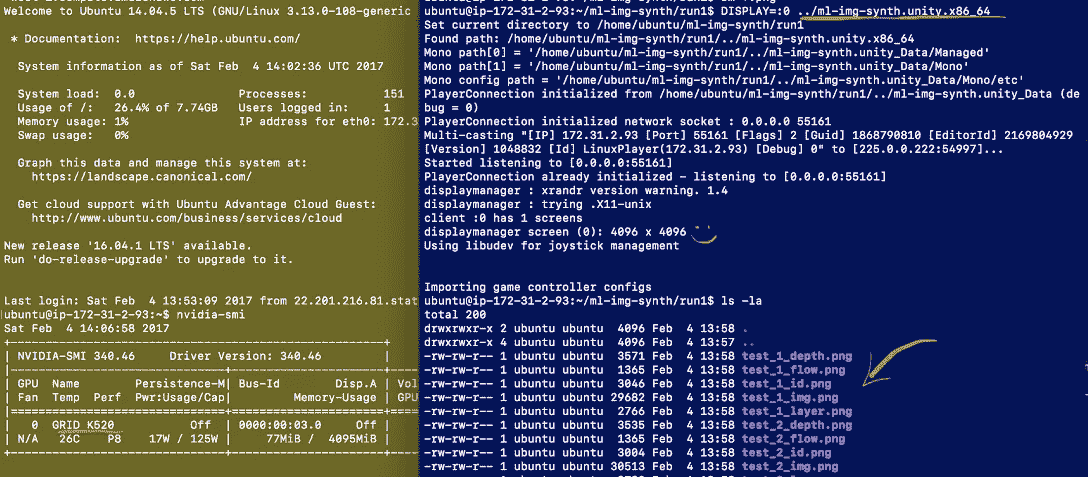 Welcome to Ubuntu 14.04.5 LTS (GNU/Linux 3.13.0-108-generic
* Documentation:  https://help.ubuntu.com/
System information as of Sat Feb  4 14:02:36 UTC 2017
System load:  0.0               Processes:           151
Usage of /:   26.4% of 7.74GB   Users logged in:     1
Memory usage: 1%                IP address for eth0: 172.3
Swap usage:   0%
Graph this data and manage this system at:
https://landscape.canonical.com/
Get cloud support with Ubuntu Advantage Cloud Guest:
http://www.ubuntu.com/business/services/cloud
New release '16.04.1 LTS' available.
Run 'do-release-upgrade' to upgrade to it.
Last login: Sat Feb  4 13:53:09 2017 from 22.201.216.81.stat
ubuntu@ip-172-31-2-93:~$ nvidia-smi
Sat Feb  4 14:06:58 2017
+------------------------------------------------------+
| NVIDIA-SMI 340.46     Driver Version: 340.46         |
|-------------------------------+----------------------+
| GPU  Name        Persistence-M| Bus-Id        Disp.A | Vol
| Fan  Temp  Perf  Pwr:Usage/Cap|         Memory-Usage | GPU
|===============================+======================+
|   0  GRID K520           Off  | 0000:00:03.0     Off |
| N/A   26C    P8    17W / 125W |     77MiB /  4095MiB |
+-------------------------------+----------------------+
ubuntu@ip-172-31-2-93:~/ml-img-synth/run1$ DISPLAY=:0 ../ml-img-synth.unity.x86_64
Set current directory to /home/ubuntu/ml-img-synth/run1
Found path: /home/ubuntu/ml-img-synth/run1/../ml-img-synth.unity.x86_64
Mono path[0] = '/home/ubuntu/ml-img-synth/run1/../ml-img-synth.unity_Data/Managed'
Mono path[1] = '/home/ubuntu/ml-img-synth/run1/../ml-img-synth.unity_Data/Mono'
Mono config path = '/home/ubuntu/ml-img-synth/run1/../ml-img-synth.unity_Data/Mono/etc'
PlayerConnection initialized from /home/ubuntu/ml-img-synth/run1/../ml-img-synth.unity_Data (de
bug = 0)
PlayerConnection initialized network socket : 0.0.0.0 55161
Multi-casting "[IP] 172.31.2.93 [Port] 55161 [Flags] 2 [Guid] 1868790810 [EditorId] 2169804929
[Version] 1048832 [Id] LinuxPlayer(172.31.2.93) [Debug] 0" to [225.0.0.222:54997]...
Started listening to [0.0.0.0:55161]
PlayerConnection already initialized - listening to [0.0.0.0:55161]
displaymanager : xrandr version warning. 1.4
displaymanager : trying .X11-unix
client :0 has 1 screens
displaymanager screen (0): 4096 x 4096
Using libudev for joystick management
Importing game controller configs
ubuntu@ip-172-31-2-93:~/ml-img-synth/run1$ ls -la
total 200
drwxrwxr-x 2 ubuntu ubuntu  4096 Feb  4 13:58 .
drwxrwxr-x 4 ubuntu ubuntu  4096 Feb  4 13:57 ..
-rw-rw-r-- 1 ubuntu ubuntu  3571 Feb  4 13:58 test_1_depth.png
-rw-rw-r-- 1 ubuntu ubuntu  1365 Feb  4 13:58 test_1_flow.png
-rw-rw-r-- 1 ubuntu ubuntu  3046 Feb  4 13:58 test_1_id.png
-rw-rw-r-- 1 ubuntu ubuntu 29682 Feb  4 13:58 test_1_img.png
-rw-rw-r-- 1 ubuntu ubuntu  2766 Feb  4 13:58 test_1_layer.png
-rw-rw-r-- 1 ubuntu ubuntu  3535 Feb  4 13:58 test_2_depth.png
-rw-rw-r-- 1 ubuntu ubuntu  1365 Feb  4 13:58 test_2_flow.png
-rw-rw-r-- 1 ubuntu ubuntu  3004 Feb  4 13:58 test_2_id.png
-rw-rw-r-- 1 ubuntu ubuntu 30513 Feb  4 13:58 test_2_img.png